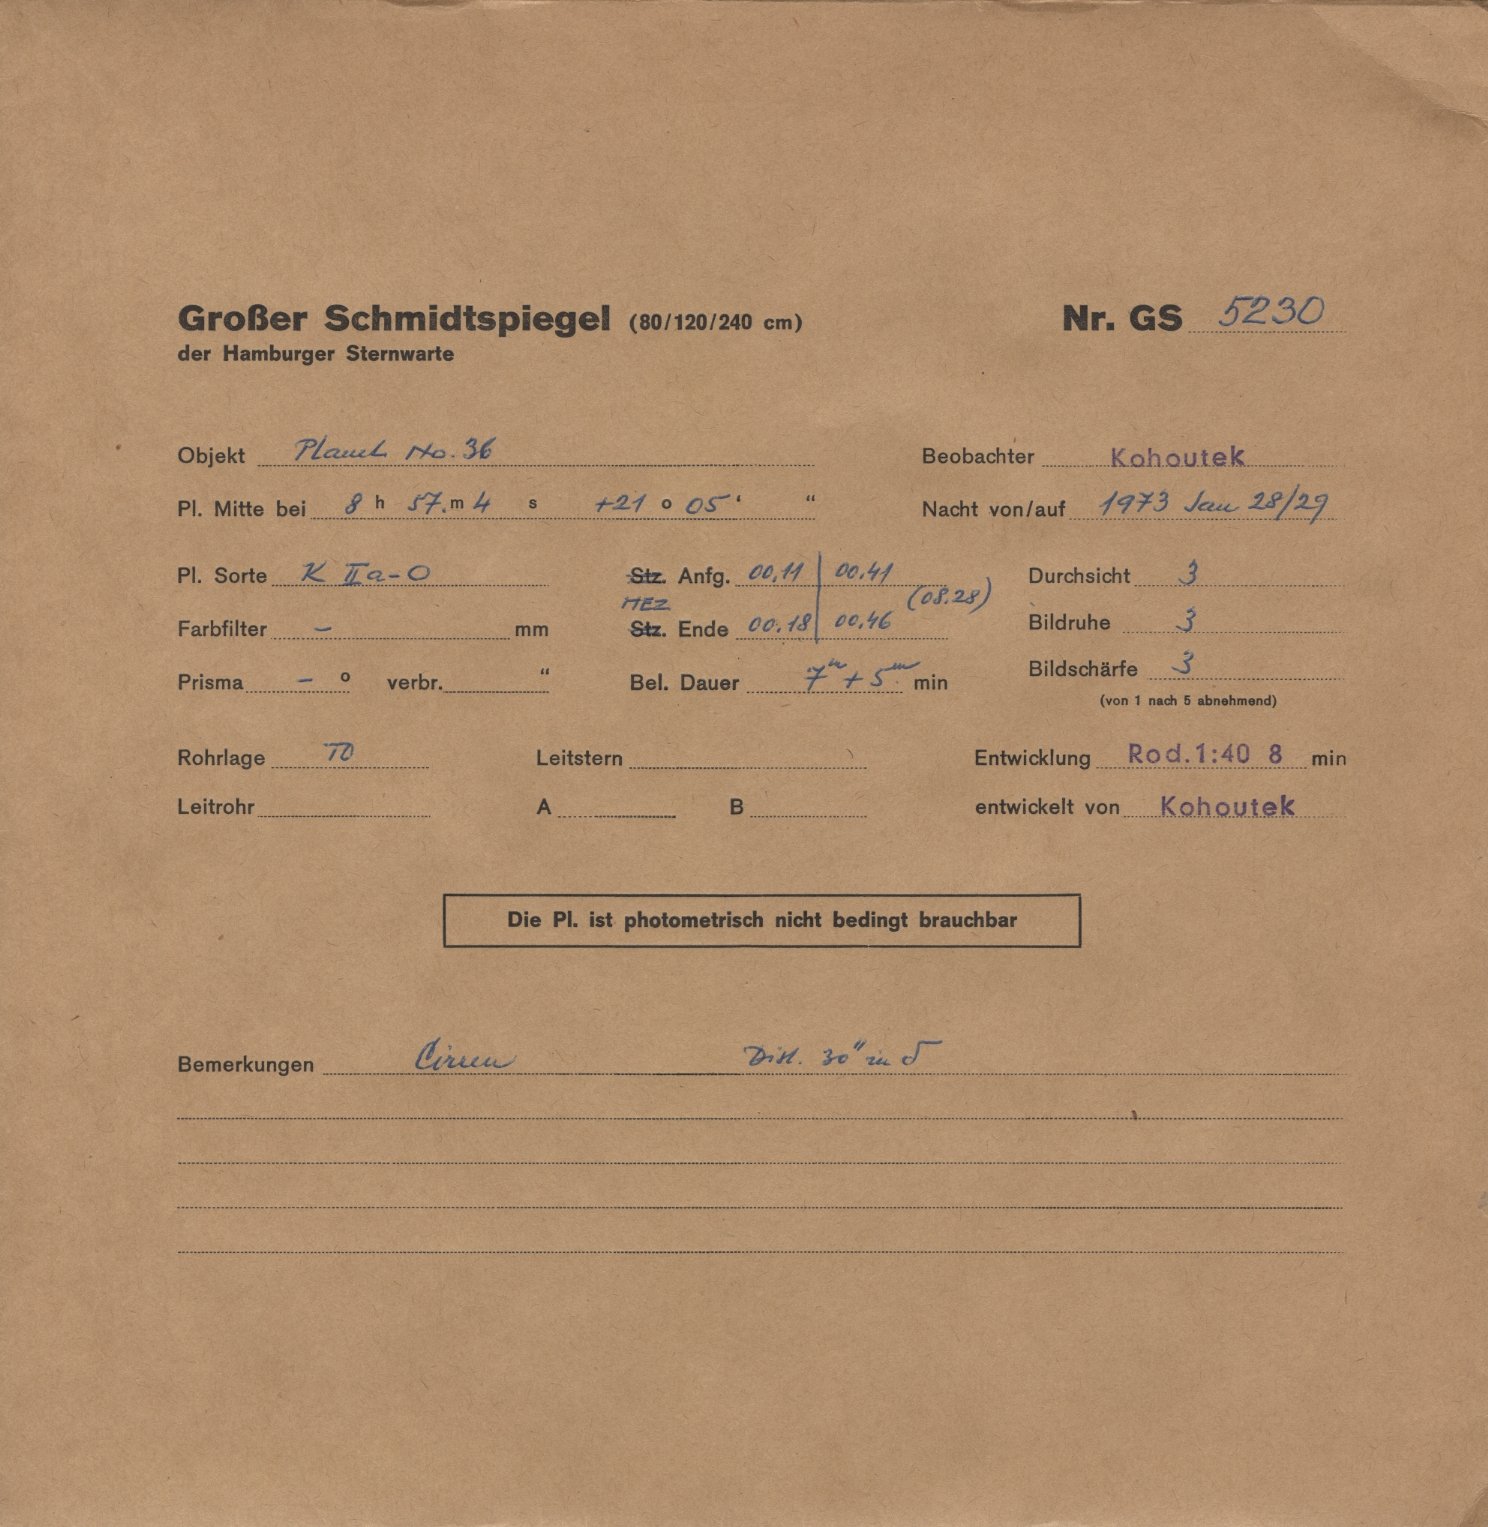 Großer Schmidtspiegel (80/120/240 cm) Nr. GS 5230
der Hamburger Sternwarte
Objekt Planet No. 36 Beobachter Kohoutek
Pl. Mitte bei 8 h 57. m 4 s +21 o 05 ‘ “ Nacht von/auf 1973 Jan 28/29
Pl. Sorte K IIa-O Stz. Anfg. 00.11 | 00.41 Durchsicht 3
MEZ (08.28)
Farbfilter – mm Stz. Ende 00.18 | 00.46 Bildruhe 3
Prisma – o verbr. “ Bel. Dauer 7m + 5m min Bildschärfe 3
(von 1 nach 5 abnehmend)
Rohrlage TO Leitstern Entwicklung Rod.1:40 8 min
Leitrohr A B entwickelt von Kohoutek
Die Pl. ist photometrisch nicht bedingt brauchbar
Bemerkungen Cirren Dist. 30" in δ